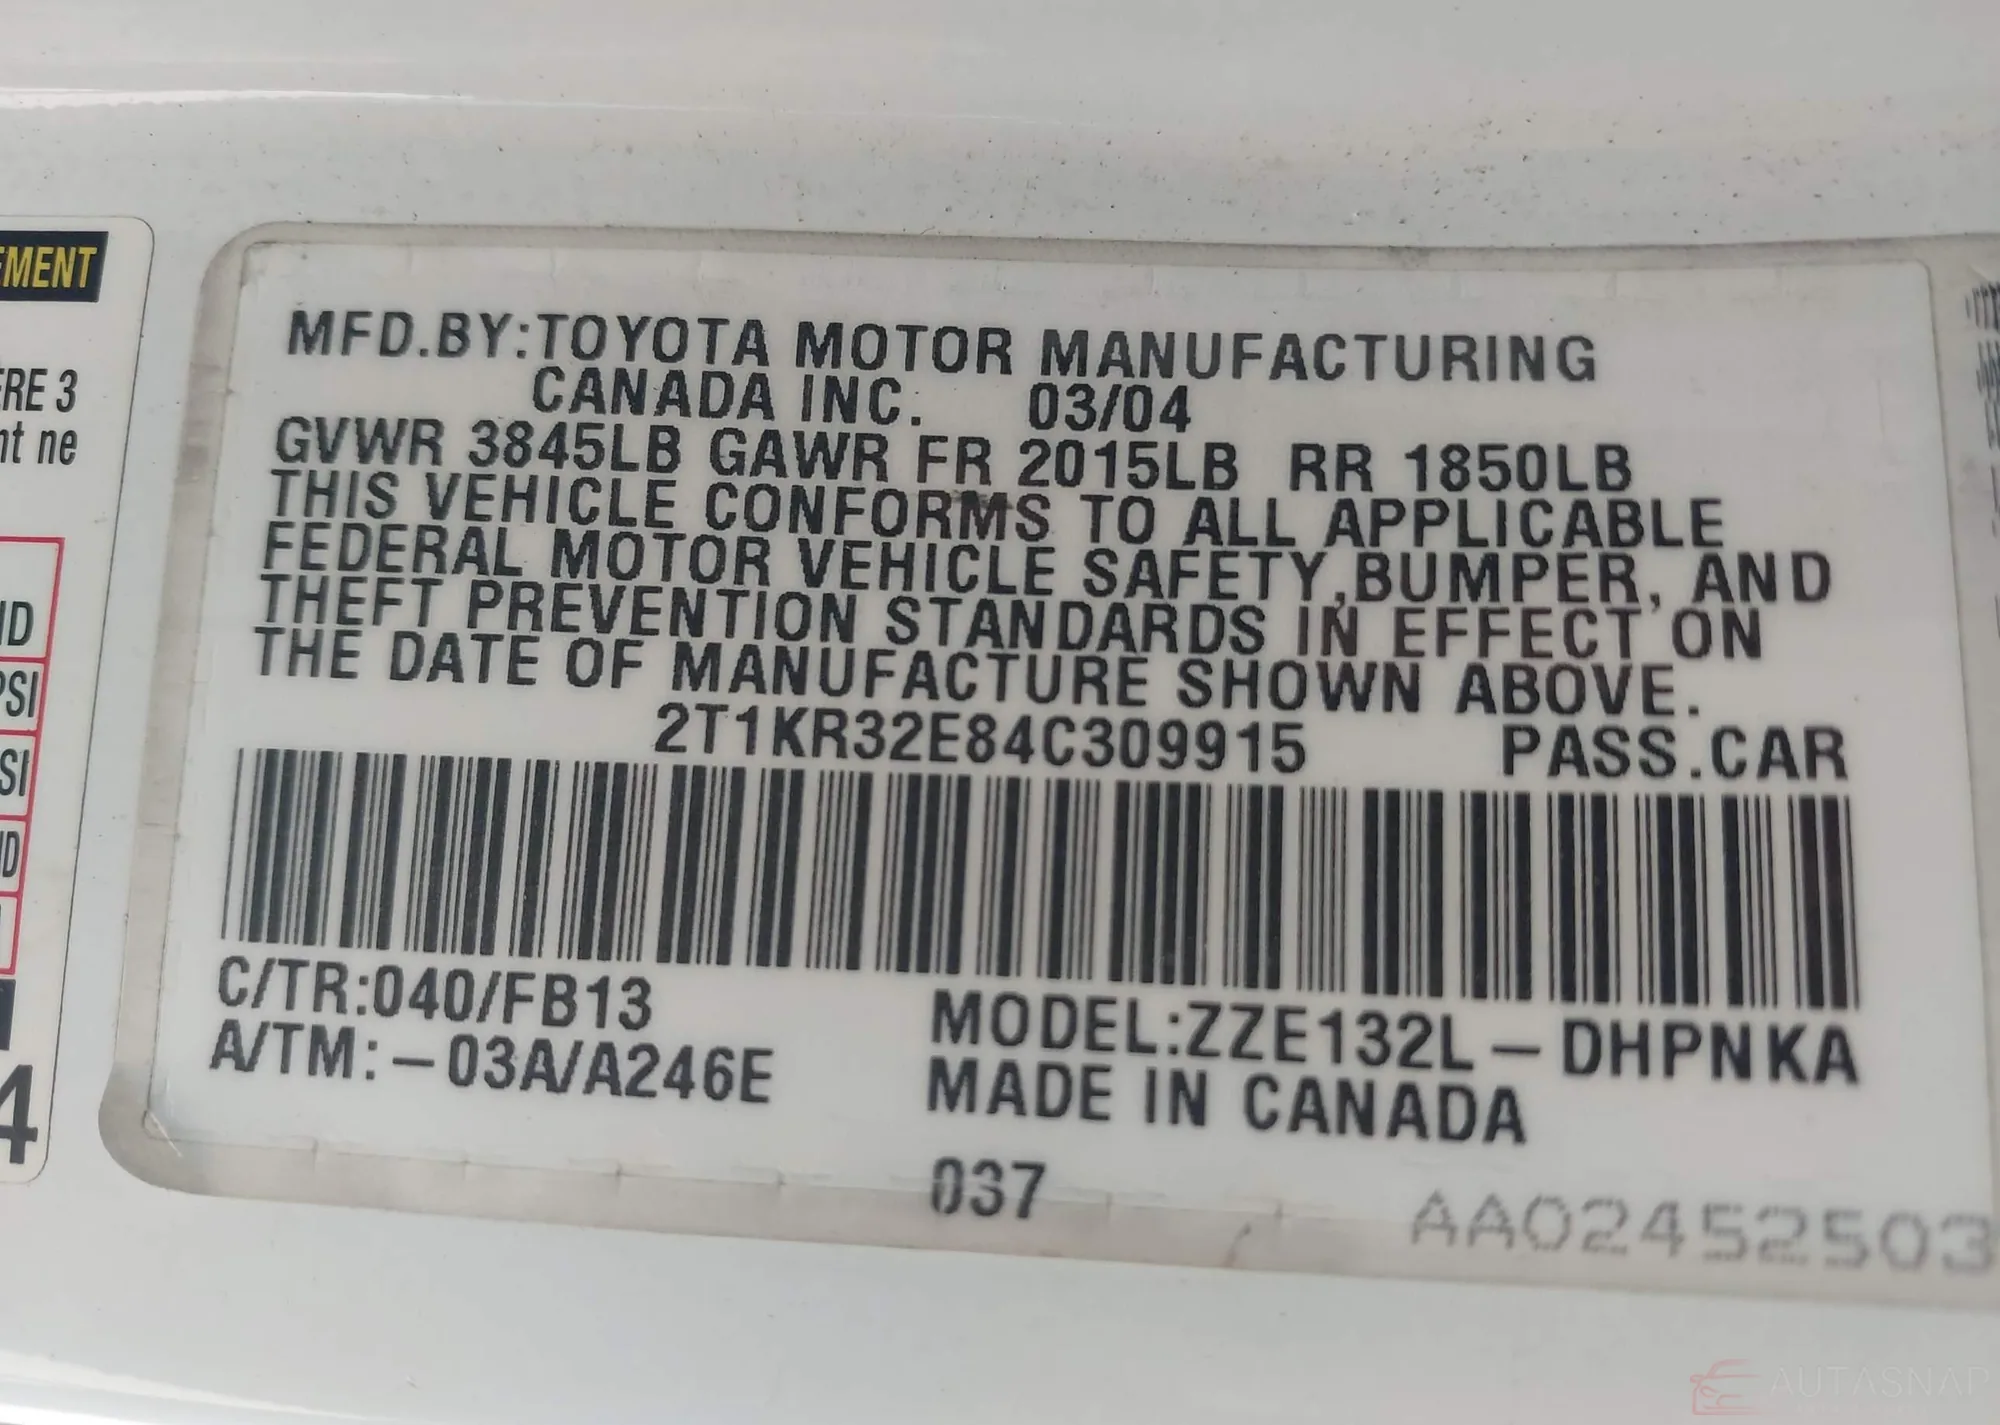 EMENT
ÈRE 3
nt ne
ND
PSI
SI
ND
4
MFD.BY:TOYOTA MOTOR MANUFACTURING
CANADA INC. 03/04
GVWR 3845LB GAWR FR 2015LB RR 1850LB
THIS VEHICLE CONFORMS TO ALL APPLICABLE
FEDERAL MOTOR VEHICLE SAFETY,BUMPER, AND
THEFT PREVENTION STANDARDS IN EFFECT ON
THE DATE OF MANUFACTURE SHOWN ABOVE.
2T1KR32E84C309915 PASS.CAR
C/TR:040/FB13
A/TM:-03A/A246E
MODEL:ZZE132L-DHPNKA
MADE IN CANADA
037
AA02452503
AUTASNAP